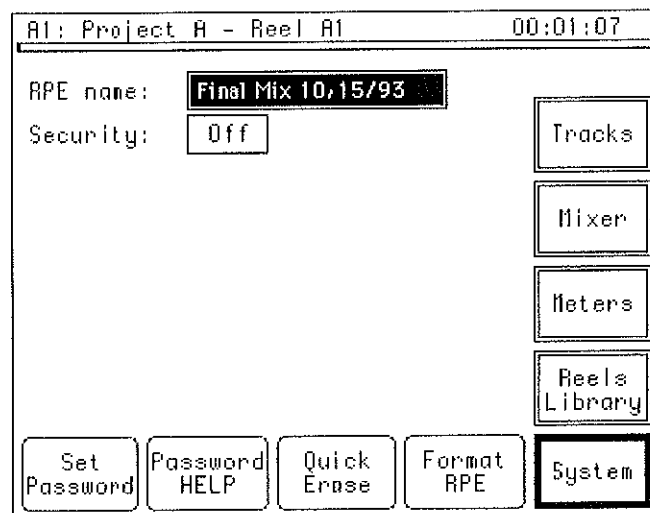 A1: Project A - Reel A1 00:01:07
RPE name: Final Mix 10,15/93
Security: Off
Tracks
Mixer
Meters
Reels
Library
Set
Password
Password
HELP
Quick
Erase
Format
RPE
System